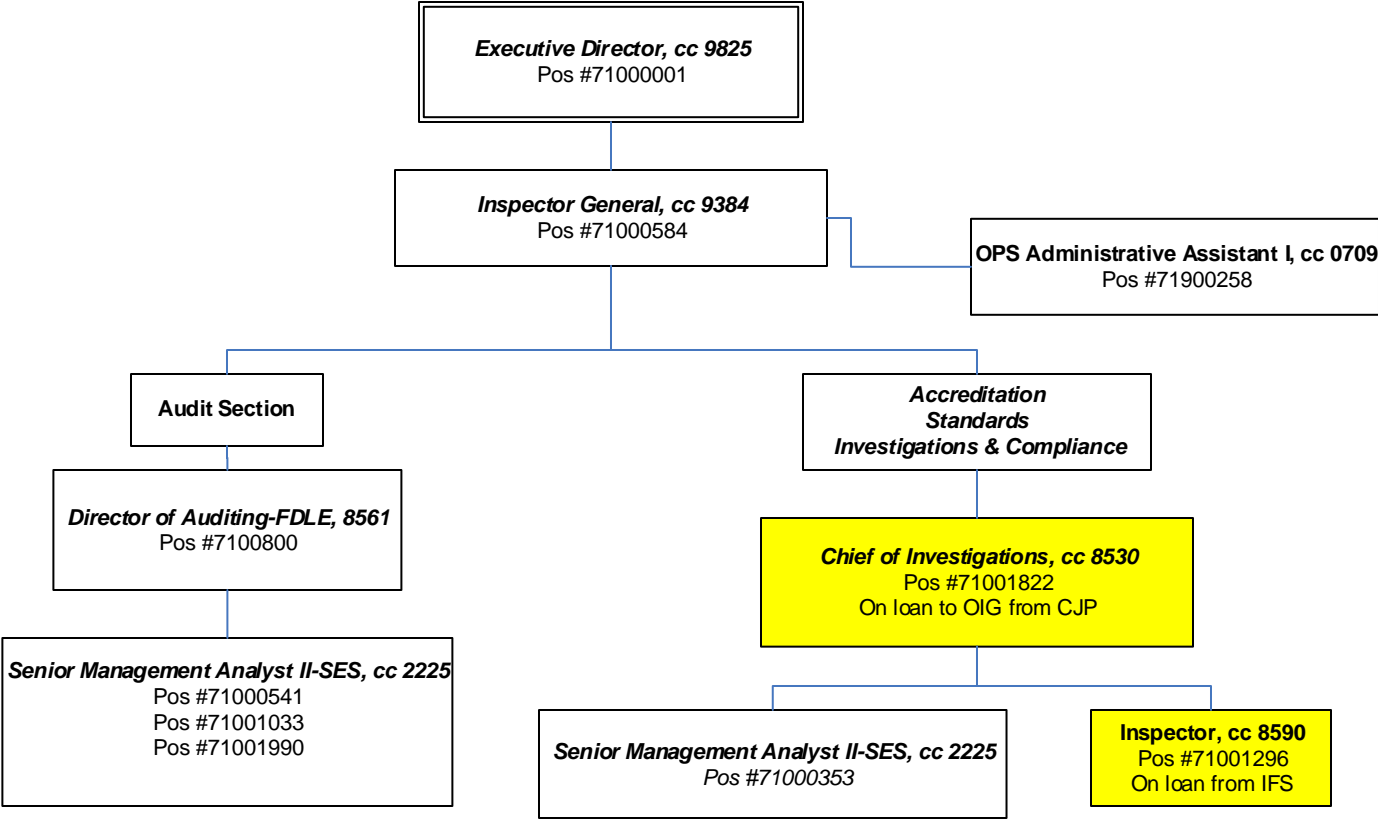 Executive Director, cc 9825
Pos #71000001
Inspector General, cc 9384
Pos #71000584
OPS Administrative Assistant I, cc 0709
Pos #71900258
Audit Section
Accreditation
Standards
Investigations & Compliance
Director of Auditing-FDLE, 8561
Pos #7100800
Chief of Investigations, cc 8530
Pos #71001822
On loan to OIG from CJP
Senior Management Analyst II-SES, cc 2225
Pos #71000541
Pos #71001033
Pos #71001990
Senior Management Analyst II-SES, cc 2225
Pos #71000353
Inspector, cc 8590
Pos #71001296
On loan from IFS